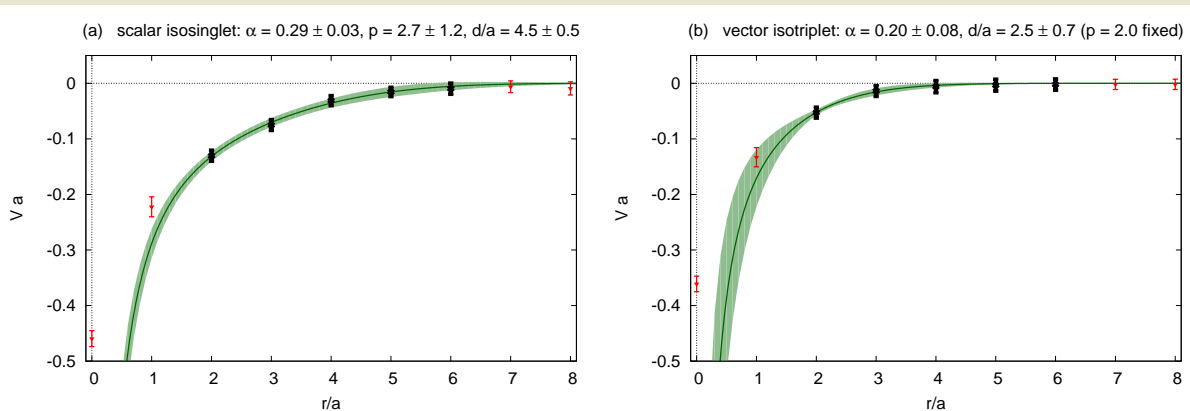 (a) scalar isosinglet: α = 0.29 ± 0.03, p = 2.7 ± 1.2, d/a = 4.5 ± 0.5
0
-0.1
-0.2
-0.3
-0.4
-0.5
V a
0 1 2 3 4 5 6 7 8
r/a
(b) vector isotriplet: α = 0.20 ± 0.08, d/a = 2.5 ± 0.7 (p = 2.0 fixed)
0
-0.1
-0.2
-0.3
-0.4
-0.5
V a
0 1 2 3 4 5 6 7 8
r/a